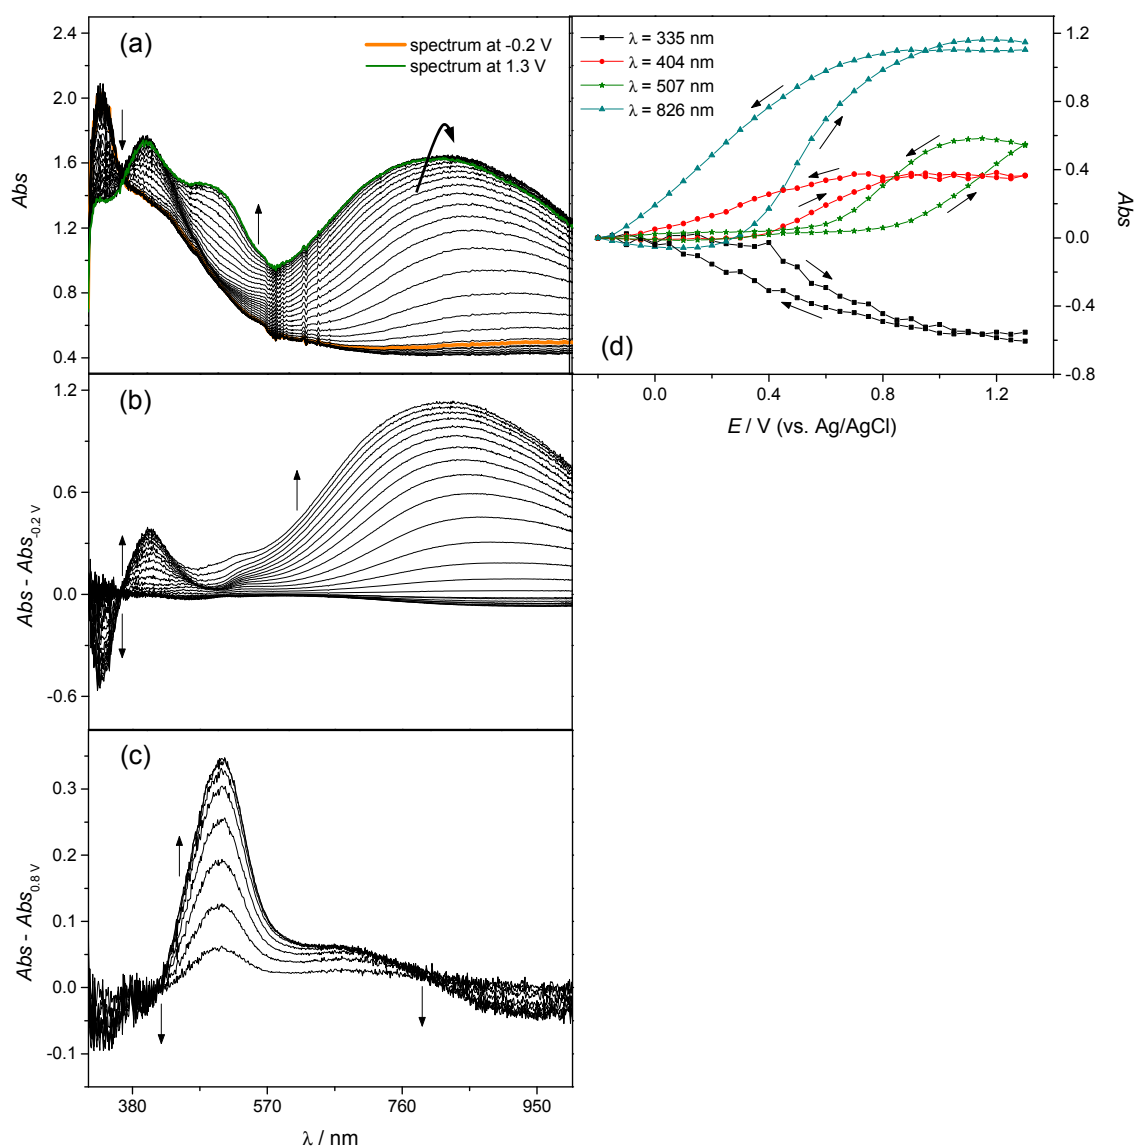 (a)
spectrum at -0.2 V
spectrum at 1.3 V
2.4
2.0
1.6
1.2
0.8
0.4
Abs
(b)
1.2
0.6
0.0
-0.6
Abs - Abs-0.2 V
(c)
0.3
0.2
0.1
0.0
-0.1
Abs - Abs0.8 V
380 570 760 950
λ / nm
λ = 335 nm
λ = 404 nm
λ = 507 nm
λ = 826 nm
(d)
1.2
0.8
0.4
0.0
-0.4
-0.8
Abs
0.0 0.4 0.8 1.2
E / V (vs. Ag/AgCl)